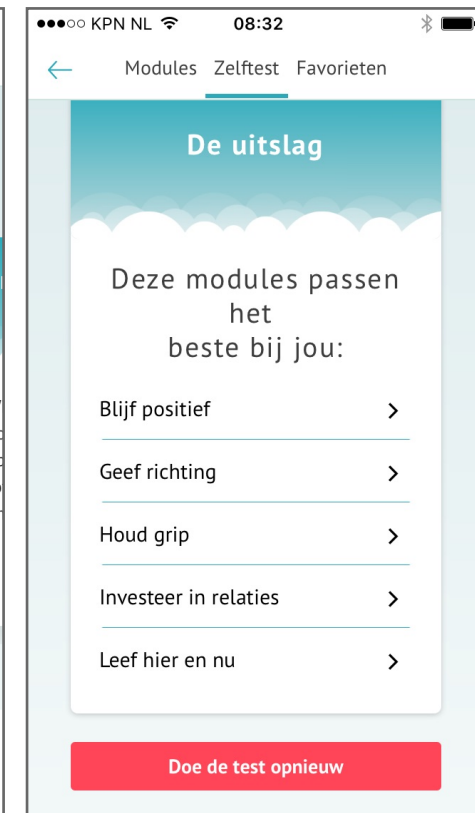 KPN NL 08:32
Modules Zelftest Favorieten
De uitslag
Deze modules passen
het
beste bij jou:
Blijf positief
Geef richting
Houd grip
Investeer in relaties
Leef hier en nu
Doe de test opnieuw